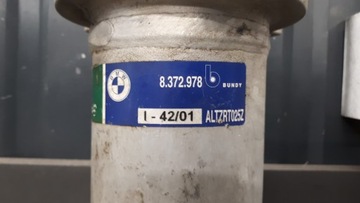 8.372.978 b BUNDY
I - 42/01 ALTZRT025Z